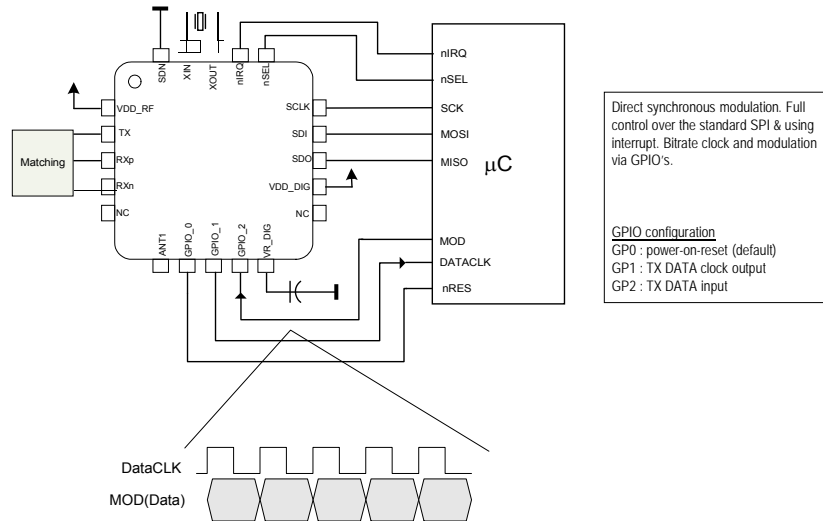 SDN
XIN
XOUT
nIRQ
nSEL
VDD_RF
TX
RXp
RXn
NC
Matching
SCLK
SDI
SDO
VDD_DIG
NC
ANT1
GPIO_0
GPIO_1
GPIO_2
VR_DIG
nIRQ
nSEL
SCK
MOSI
MISO
μC
MOD
DATACLK
nRES
Direct synchronous modulation. Full
control over the standard SPI & using
interrupt. Bitrate clock and modulation
via GPIO's.
GPIO configuration
GP0 : power-on-reset (default)
GP1 : TX DATA clock output
GP2 : TX DATA input
DataCLK
MOD(Data)